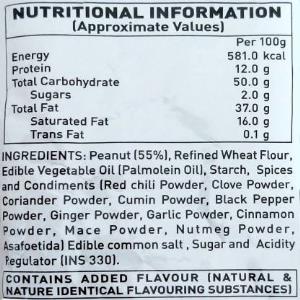 NUTRITIONAL INFORMATION
(Approximate Values)
Per 100g
Energy 581.0 kcal
Protein 12.0 g
Total Carbohydrate 50.0 g
Sugars 2.0 g
Total Fat 37.0 g
Saturated Fat 16.0 g
Trans Fat 0.1 g
INGREDIENTS: Peanut (55%), Refined Wheat Flour,
Edible Vegetable Oil (Palmolein Oil), Starch, Spices
and Condiments (Red chili Powder, Clove Powder,
Coriander Powder, Cumin Powder, Black Pepper
Powder, Ginger Powder, Garlic Powder, Cinnamon
Powder, Mace Powder, Nutmeg Powder,
Asafoetida) Edible common salt , Sugar and Acidity
Regulator (INS 330).
CONTAINS ADDED FLAVOUR (NATURAL &
NATURE IDENTICAL FLAVOURING SUBSTANCES)